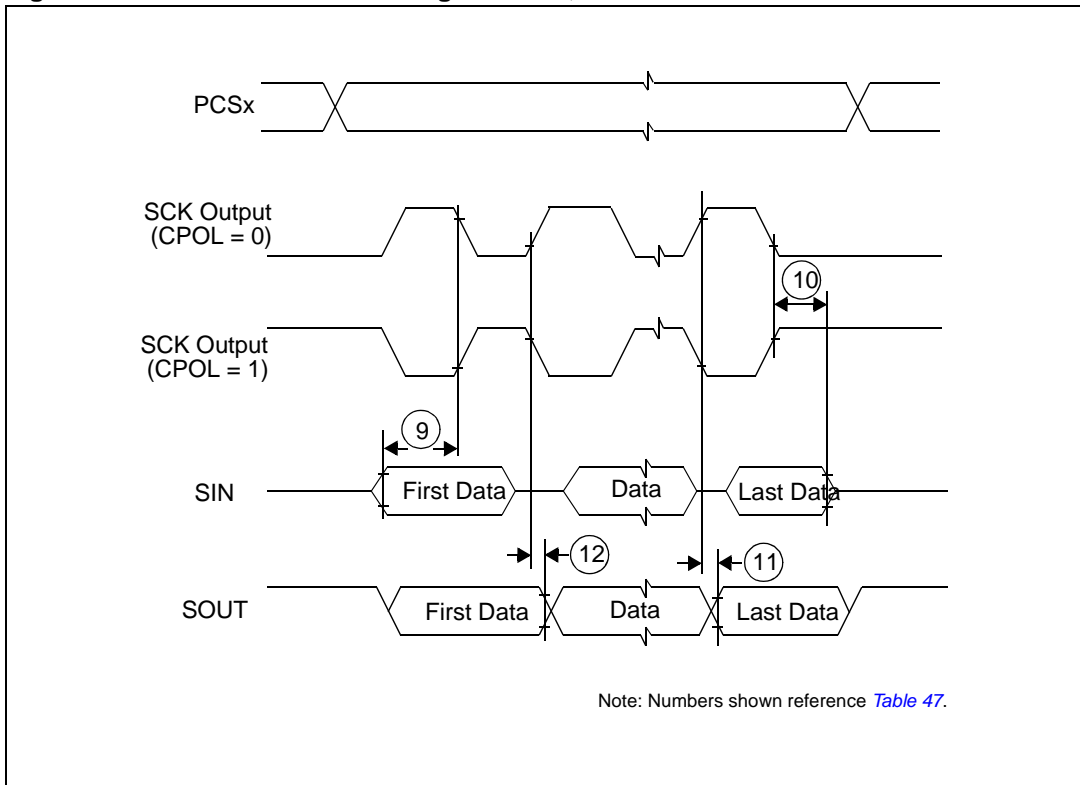 PCSx
SCK Output
(CPOL = 0)
10
SCK Output
(CPOL = 1)
9
SIN
First Data
Data
Last Data
12
11
SOUT
First Data
Data
Last Data
Note: Numbers shown reference Table 47.